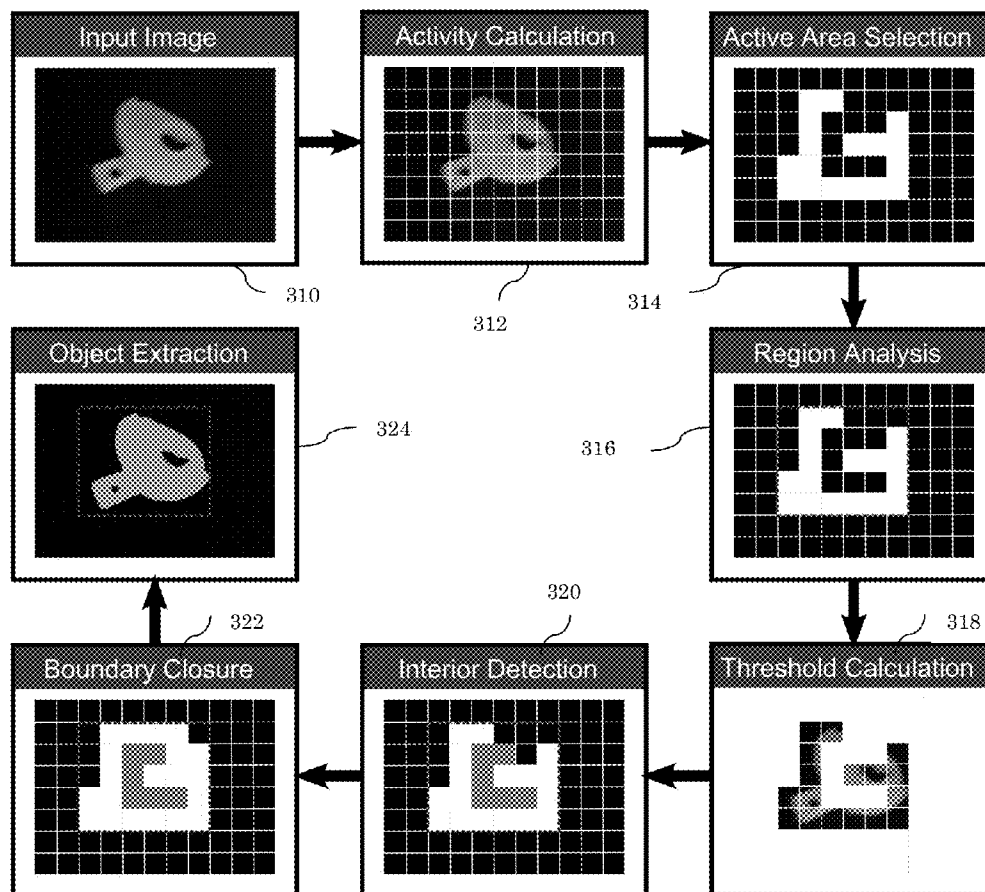 Input Image
Activity Calculation
Active Area Selection
310
312
314
Object Extraction
Region Analysis
324
316
322
320
318
Boundary Closure
Interior Detection
Threshold Calculation